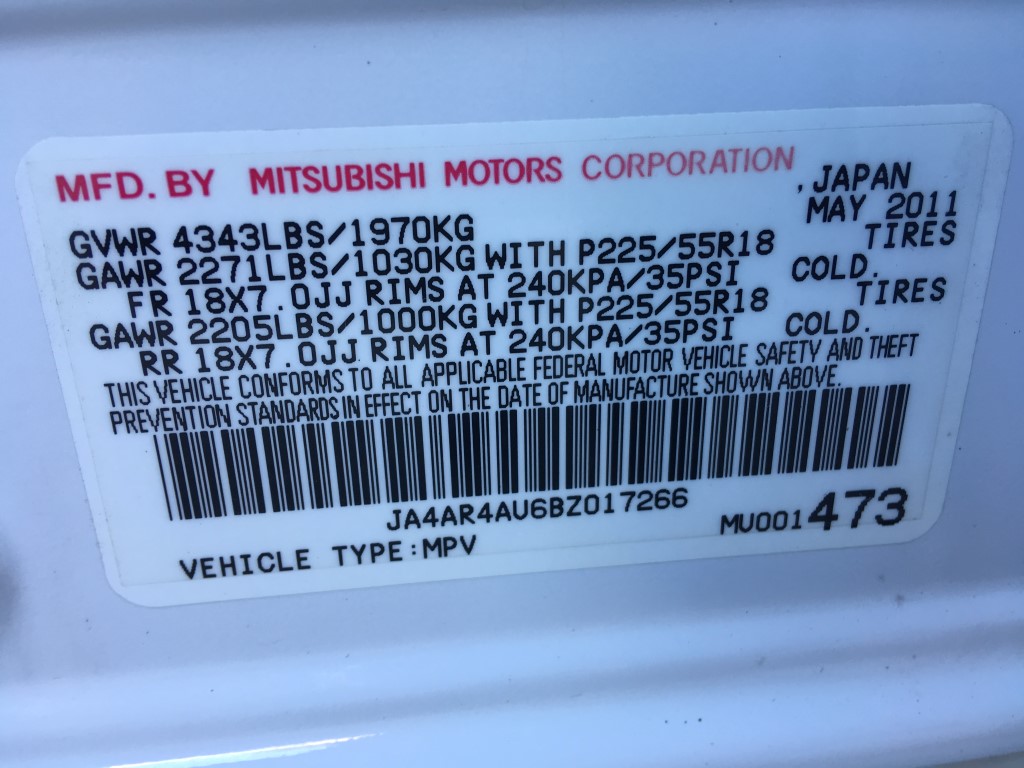 MFD. BY MITSUBISHI MOTORS CORPORATION , JAPAN
GVWR 4343LBS/1970KG MAY 2011
GAWR 2271LBS/1030KG WITH P225/55R18 TIRES
FR 18X7.0JJ RIMS AT 240KPA/35PSI COLD.
GAWR 2205LBS/1000KG WITH P225/55R18 TIRES
RR 18X7.0JJ RIMS AT 240KPA/35PSI COLD.
THIS VEHICLE CONFORMS TO ALL APPLICABLE FEDERAL MOTOR VEHICLE SAFETY AND THEFT
PREVENTION STANDARDS IN EFFECT ON THE DATE OF MANUFACTURE SHOWN ABOVE.
JA4AR4AU6BZ017266
MU001473
VEHICLE TYPE:MPV